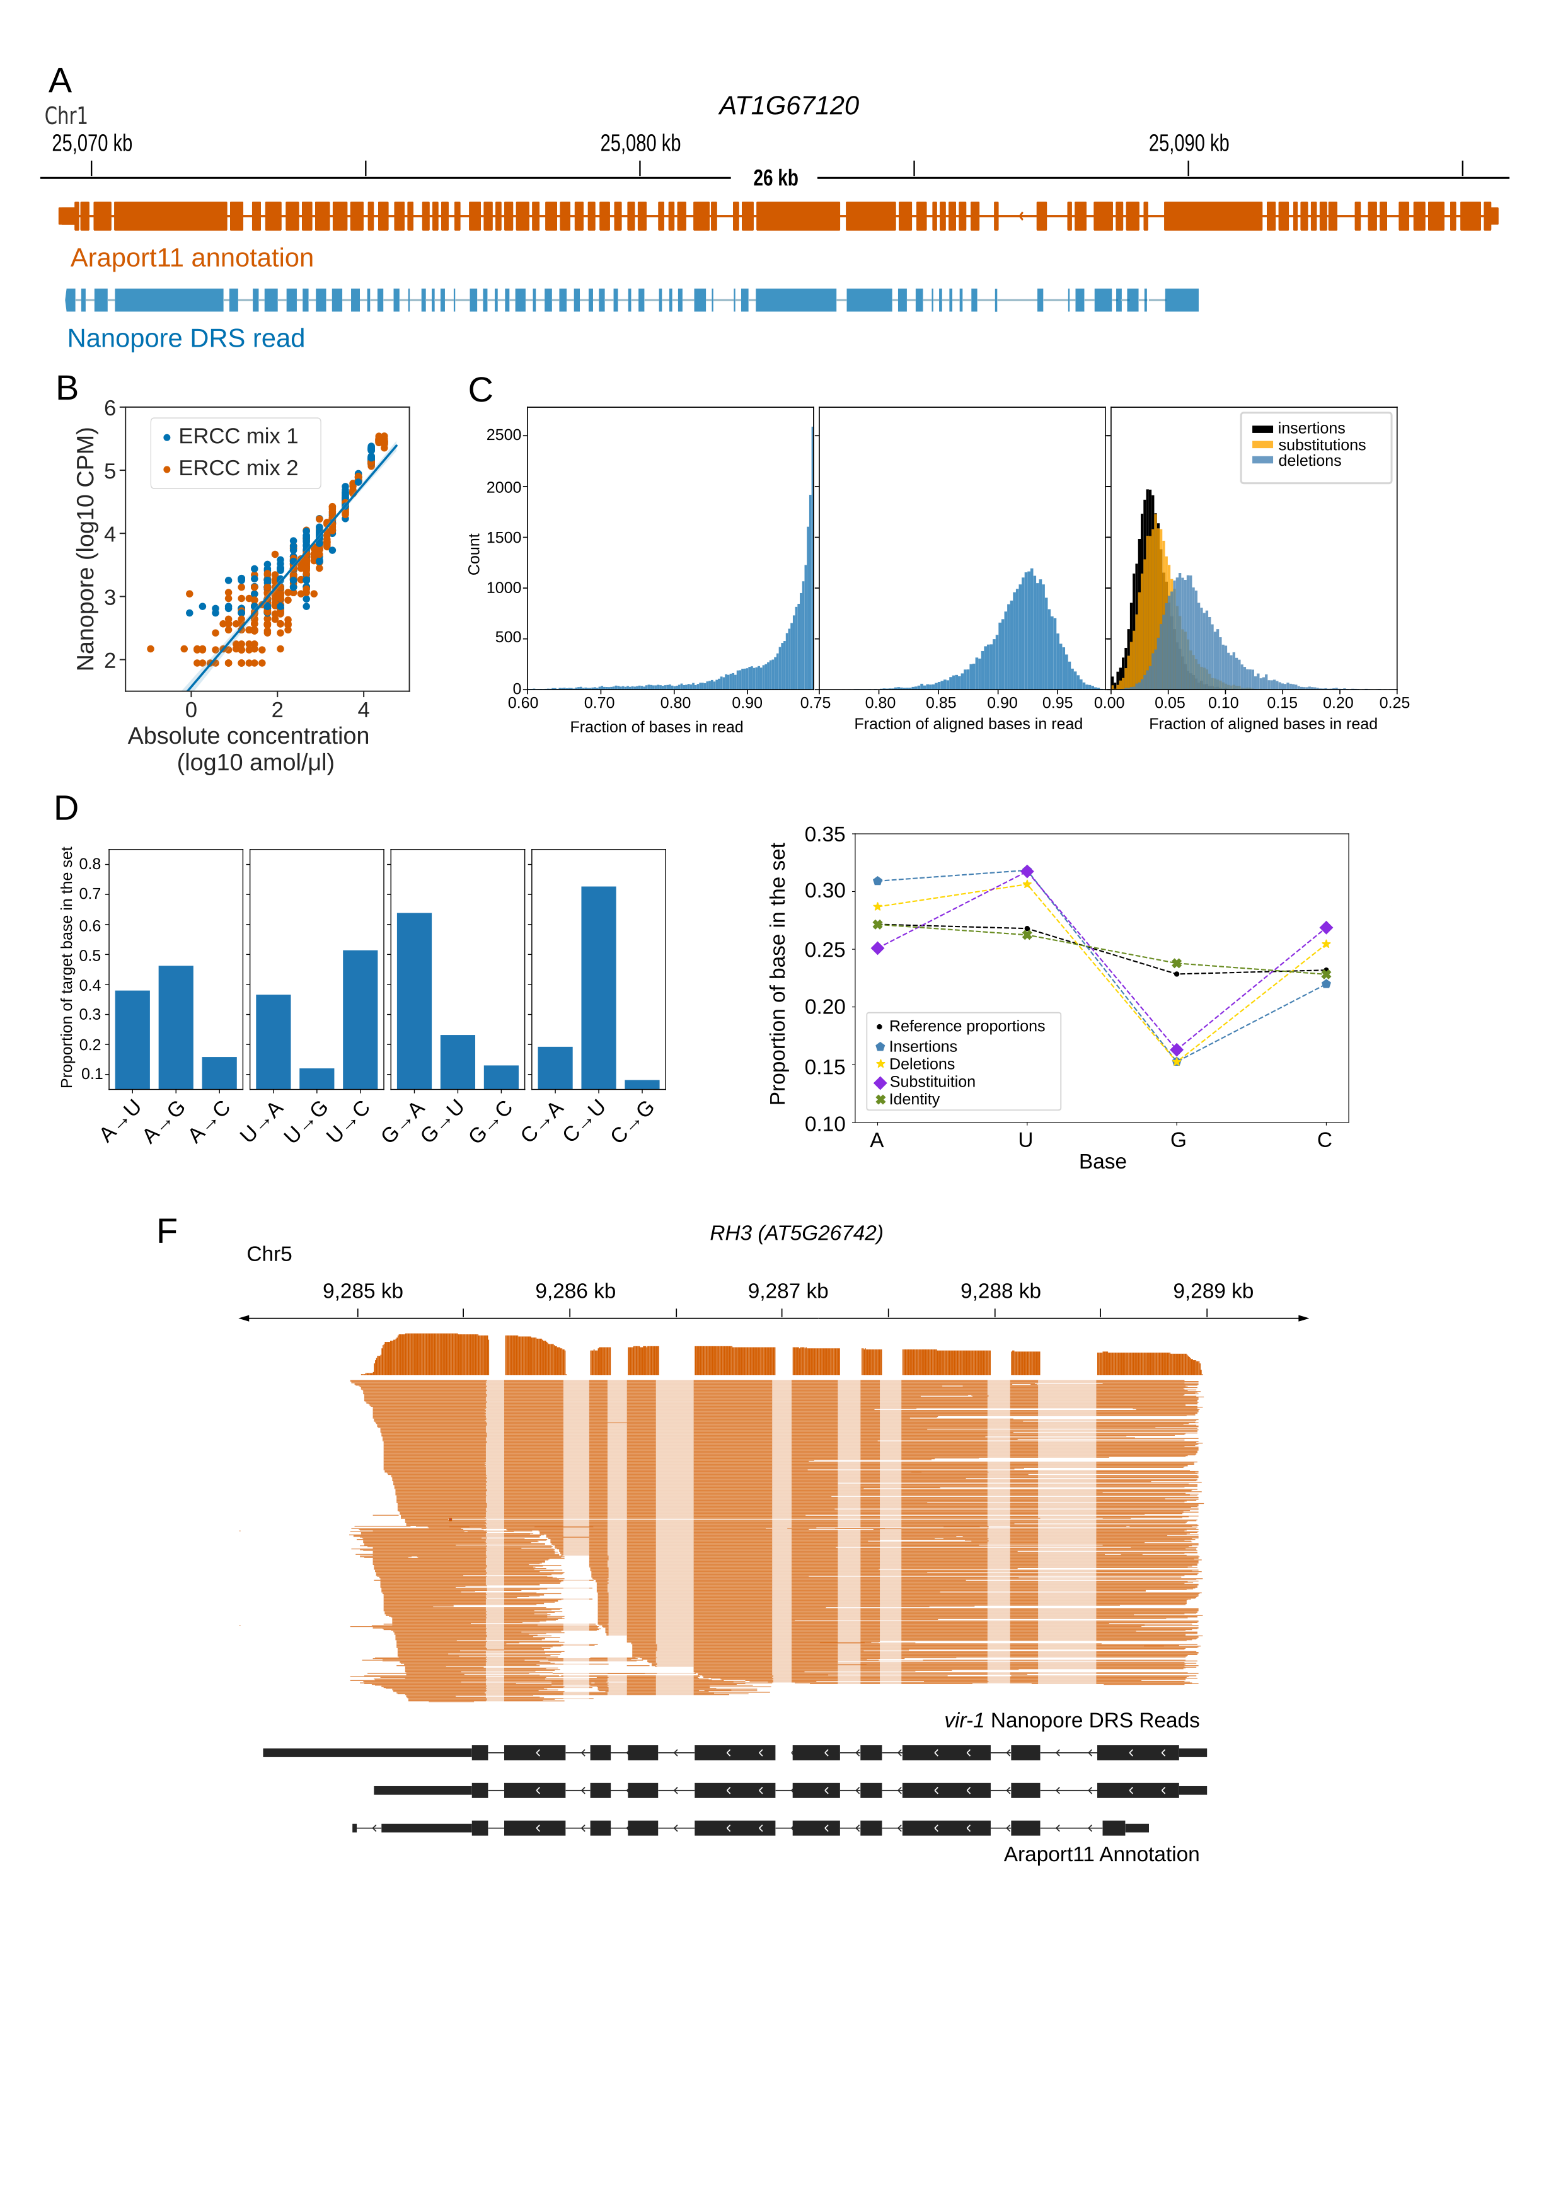 A
Chr1
AT1G67120
25,070 kb 25,080 kb 25,090 kb
26 kb
Araport11 annotation
Nanopore DRS read
B
Nanopore (log10 CPM)
6
5
4
3
2
ERCC mix 1
ERCC mix 2
0 2 4
Absolute concentration
(log10 amol/µl)
C
Count
2500
2000
1500
1000
500
0
insertions
substitutions
deletions
0.60 0.70 0.80 0.90 0.75 0.80 0.85 0.90 0.95 0.00 0.05 0.10 0.15 0.20 0.25
Fraction of bases in read
Fraction of aligned bases in read
Fraction of aligned bases in read
D
Proportion of target base in the set
0.8
0.7
0.6
0.5
0.4
0.3
0.2
0.1
A→U A→G A→C U→A U→G U→C G→A G→U G→C C→A C→U C→G
Proportion of base in the set
0.35
0.30
0.25
0.20
0.15
0.10
Reference proportions
Insertions
Deletions
Substituition
Identity
A U G C
Base
F
RH3 (AT5G26742)
Chr5
9,285 kb 9,286 kb 9,287 kb 9,288 kb 9,289 kb
vir-1 Nanopore DRS Reads
Araport11 Annotation